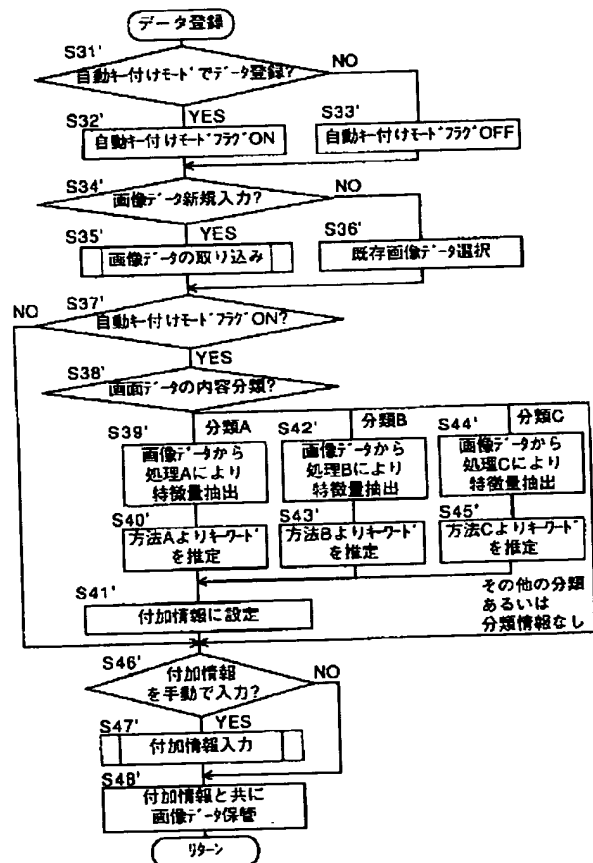 データ登録
S31'
自動キー付けモードでデータ登録?
NO
YES
S32'
自動キー付けモードフラグON
S33'
自動キー付けモードフラグOFF
S34'
画像データ新規入力?
NO
YES
S35'
画像データの取り込み
S36'
既存画像データ選択
S37'
NO
自動キー付けモードフラグON?
YES
S38'
画面データの内容分類?
分類A
分類B
分類C
S39'
画像データから
処理Aにより
特徴量抽出
S42'
画像データから
処理Bにより
特徴量抽出
S44'
画像データから
処理Cにより
特徴量抽出
S40'
方法Aよりキーワード
を推定
S43'
方法Bよりキーワード
を推定
S45'
方法Cよりキーワード
を推定
S41'
付加情報に設定
その他の分類
あるいは
分類情報なし
S46'
付加情報
を手動で入力?
NO
YES
S47'
付加情報入力
S48'
付加情報と共に
画像データ保管
リターン